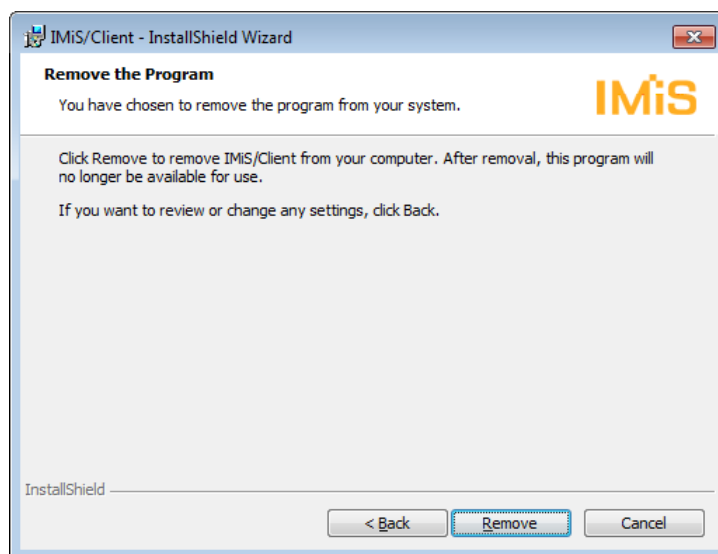 IMiS/Client - InstallShield Wizard
Remove the Program
You have chosen to remove the program from your system.
IMiS
Click Remove to remove IMiS/Client from your computer. After removal, this program will
no longer be available for use.
If you want to review or change any settings, click Back.
InstallShield
< Back
Remove
Cancel